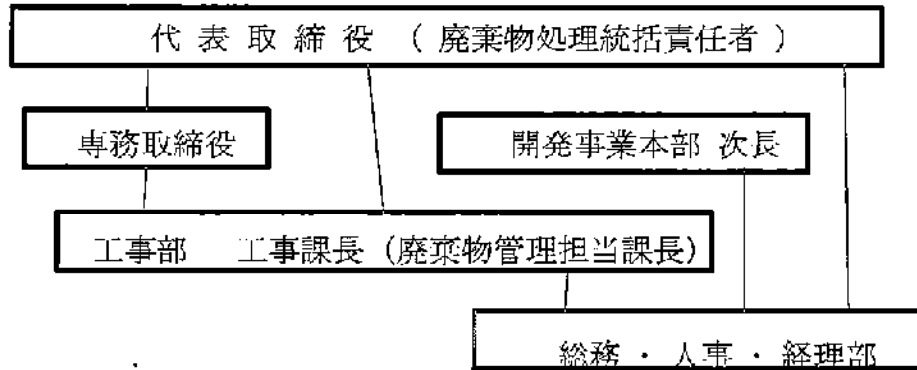 代表取締役（廃棄物処理統括責任者）
専務取締役
開発事業本部 次長
工事部 工事課長（廃棄物管理担当課長）
総務・人事・経理部